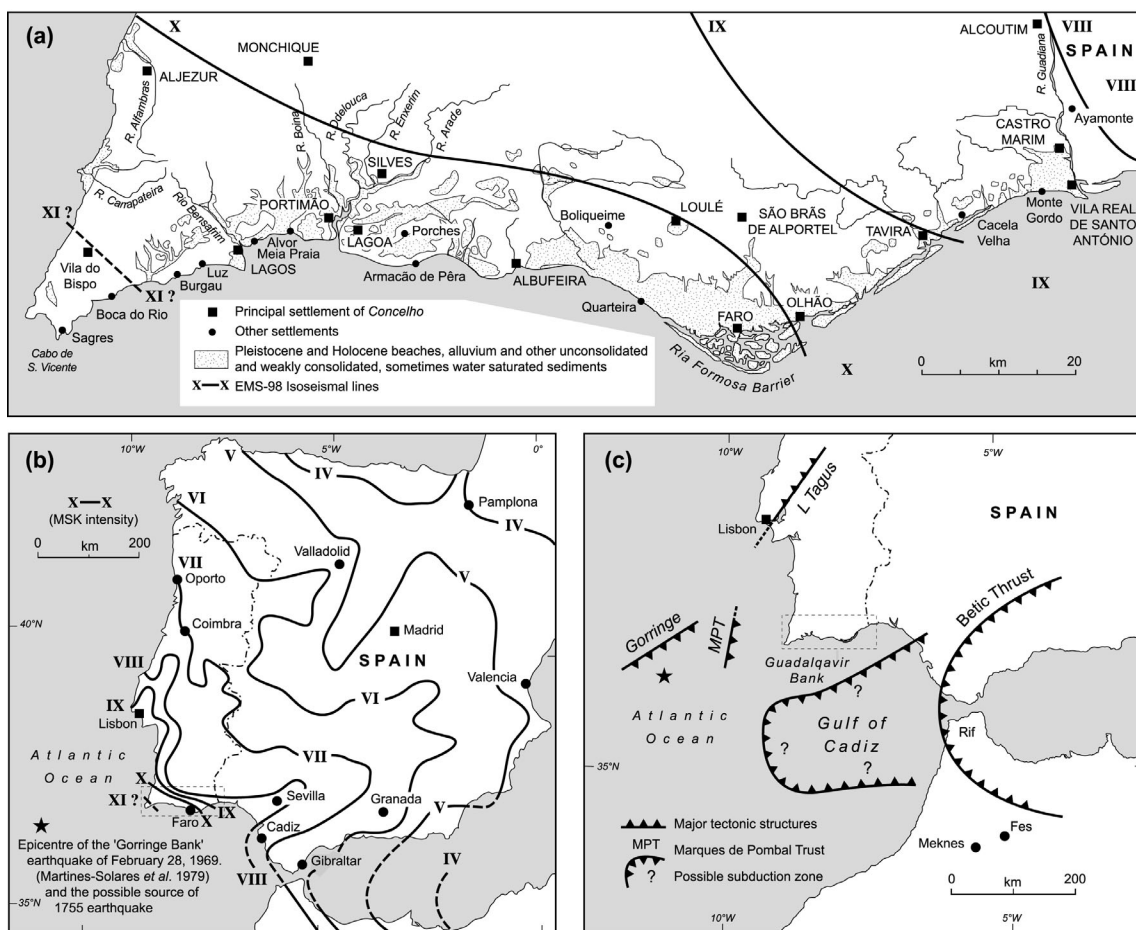 (a)
X
MONCHIQUE
IX
ALCOUTIM
VIII
SPAIN
VIII
ALJEZUR
R. Alfambras
R. Boina
R. Odelouca
R. Enxerim
R. Arade
R. Guadiana
Ayamonte
CASTRO
MARIM
SILVES
R. Carrapateira
Rio Bensafrim
PORTIMÃO
XI ?
LAGOA
Porches
Boliqueime
LOULÉ
SÃO BRÃS
DE ALPORTEL
TAVIRA
Monte
Gordo
Cacela
Velha
VILA REAL
DE SANTO
ANTÓNIO
Vila do
Bispo
Alvor
Meia Praia
LAGOS
Luz
Burgau
XI ?
Boca do Rio
Sagres
Cabo de
S. Vicente
Armacão de Pêra
ALBUFEIRA
Quarteira
FARO
OLHÃO
IX
Ria Formosa Barrier
X
0 km 20
Principal settlement of Concelho
Other settlements
Pleistocene and Holocene beaches, alluvium and other unconsolidated
and weakly consolidated, sometimes water saturated sediments
X X EMS-98 Isoseismal lines
(b)
10°W
5°W
0°
V
IV
X X
(MSK intensity)
0 200
km
VI
Pamplona
IV
VII
Oporto
Valladolid
V
Coimbra
40°N
Madrid
SPAIN
VIII
Valencia
IX
Lisbon
VI
VII
Atlantic
Ocean
X
XI ?
Faro
X
IX
Sevilla
Granada
V
Cadiz
Gibraltar
VIII
IV
Epicentre of the 'Gorringe Bank'
earthquake of February 28, 1969.
(Martines-Solares et al. 1979)
and the possible source of
1755 earthquake
35°N
(c)
10°W
5°W
L Tagus
Lisbon
SPAIN
Betic Thrust
Gorringe
MPT
Guadalqavir
Bank
?
Atlantic
Ocean
Gulf of
Cadiz
?
?
Rif
35°N
Major tectonic structures
MPT Marques de Pombal Trust
? Possible subduction zone
Fes
Meknes
0 200
km
10°W
5°W